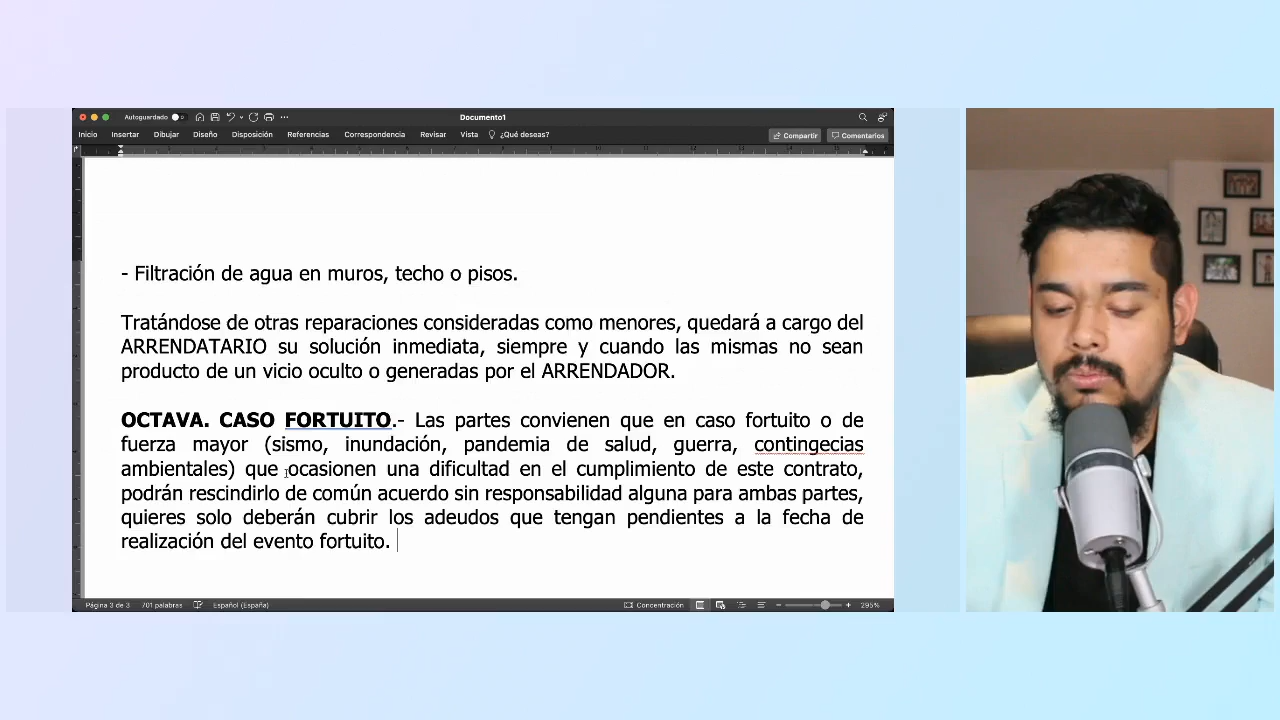 Autoguardado
Documento1
Inicio Insertar Dibujar Diseño Disposición Referencias Correspondencia Revisar Vista ¿Qué deseas? Compartir Comentarios
- Filtración de agua en muros, techo o pisos.
Tratándose de otras reparaciones consideradas como menores, quedará a cargo del
ARRENDATARIO su solución inmediata, siempre y cuando las mismas no sean
producto de un vicio oculto o generadas por el ARRENDADOR.
OCTAVA. CASO FORTUITO.- Las partes convienen que en caso fortuito o de
fuerza mayor (sismo, inundación, pandemia de salud, guerra, contingecias
ambientales) que ocasionen una dificultad en el cumplimiento de este contrato,
podrán rescindirlo de común acuerdo sin responsabilidad alguna para ambas partes,
quieres solo deberán cubrir los adeudos que tengan pendientes a la fecha de
realización del evento fortuito.
Página 3 de 3 701 palabras Español (España) Concentración 295%